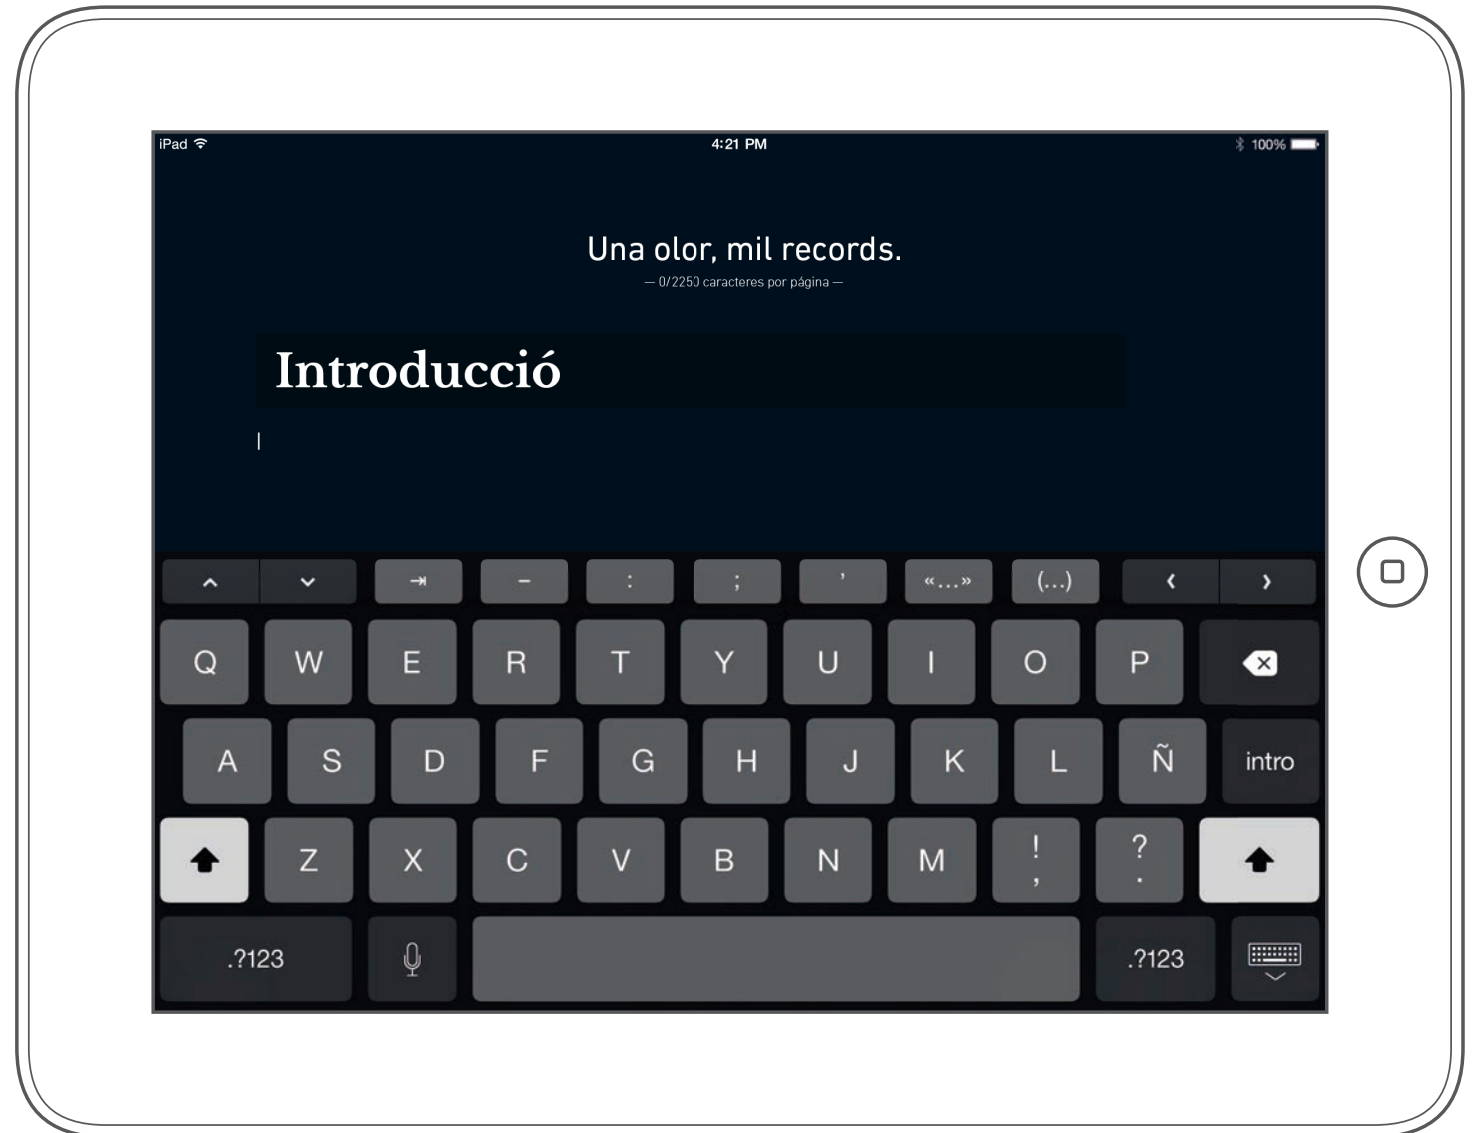 iPad 4:21 PM 100%
Una olor, mil records.
— 0/2250 caracteres por página —
Introducció
- : ; ' «...» (...)
Q W E R T Y U I O P
A S D F G H J K L Ñ intro
Z X C V B N M ! , ? .
.?123 .?123